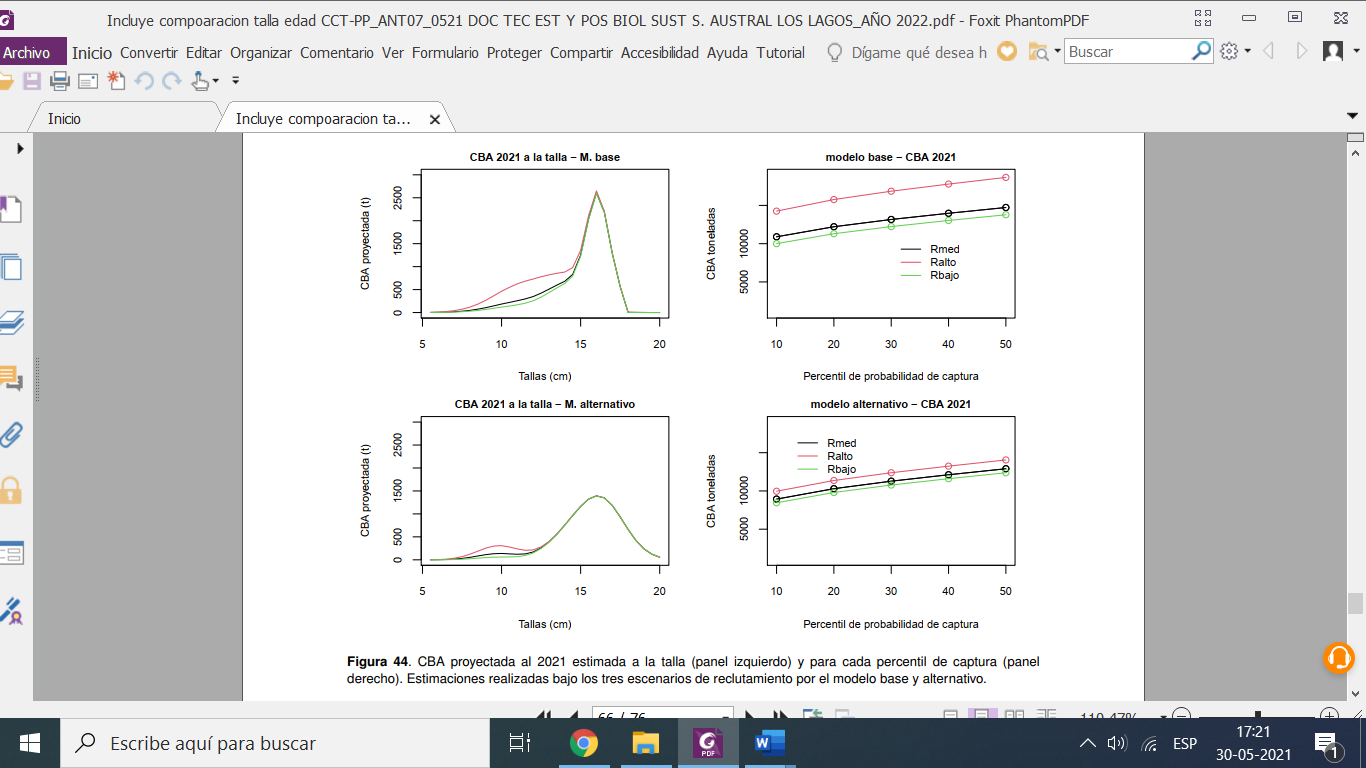 Incluye compoaracion talla edad CCT-PP_ANT07_0521 DOC TEC EST Y POS BIOL SUST S. AUSTRAL LOS LAGOS_AÑO 2022.pdf - Foxit PhantomPDF
Archivo Inicio Convertir Editar Organizar Comentario Ver Formulario Proteger Compartir Accesibilidad Ayuda Tutorial Dígame qué desea h Buscar
Inicio Incluye compoaracion ta...
CBA 2021 a la talla – M. base
CBA proyectada (t)
0 500 1500 2500
5 10 15 20
Tallas (cm)
modelo base – CBA 2021
CBA toneladas
5000 10000
Rmed
Ralto
Rbajo
10 20 30 40 50
Percentil de probabilidad de captura
CBA 2021 a la talla – M. alternativo
CBA proyectada (t)
0 500 1500 2500
5 10 15 20
Tallas (cm)
modelo alternativo – CBA 2021
CBA toneladas
5000 10000
Rmed
Ralto
Rbajo
10 20 30 40 50
Percentil de probabilidad de captura
Figura 44. CBA proyectada al 2021 estimada a la talla (panel izquierdo) y para cada percentil de captura (panel
derecho). Estimaciones realizadas bajo los tres escenarios de reclutamiento por el modelo base y alternativo.
66 / 76 110,47%
Escribe aquí para buscar
PDF
ESP
17:21
30-05-2021
1